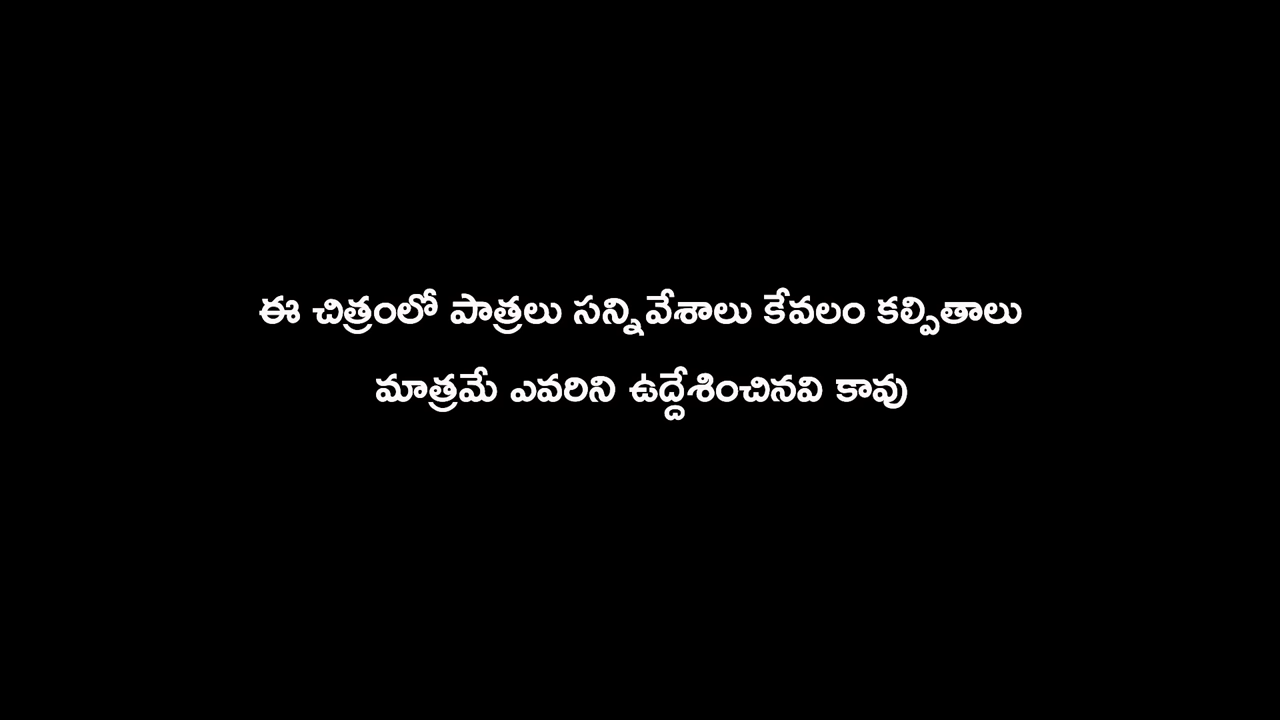 ఈ చిత్రంలో పాత్రలు సన్నివేశాలు కేవలం కల్పితాలు
మాత్రమే ఎవరిని ఉద్దేశించినవి కావు